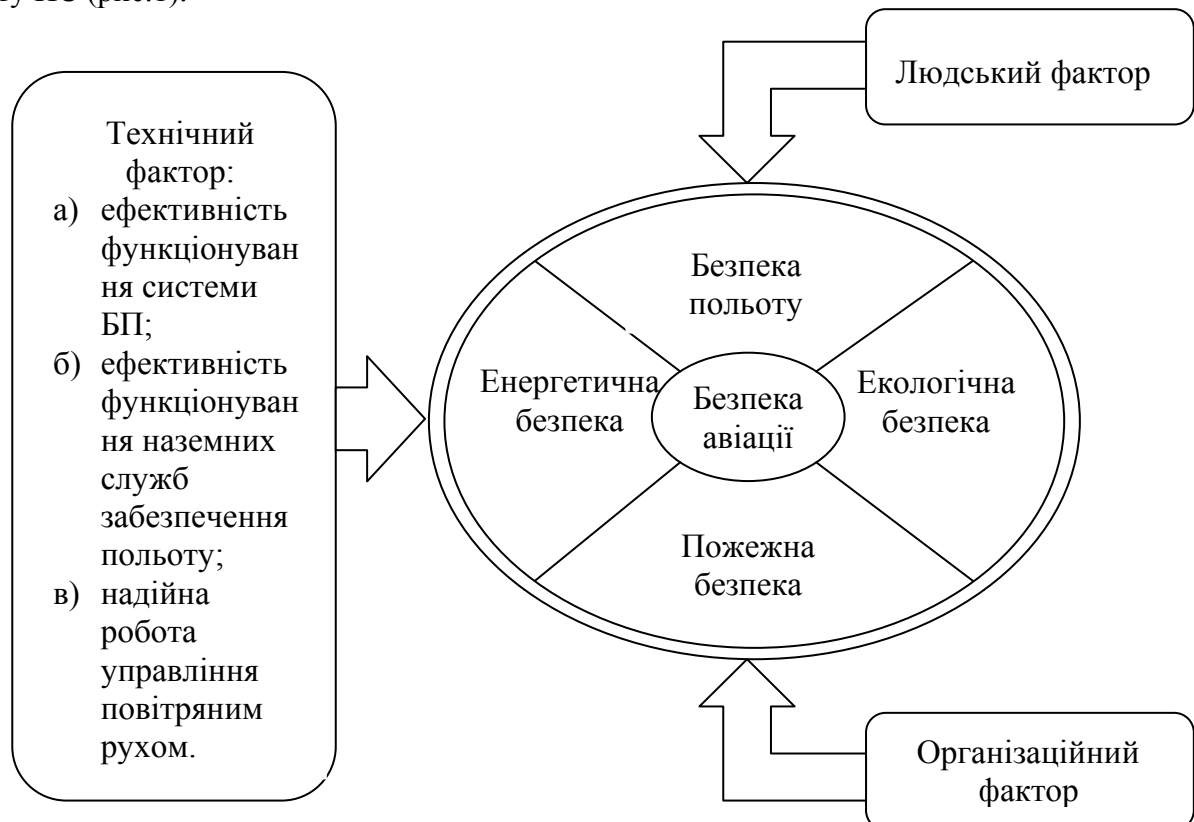 (рис.1).
Технічний
фактор:
а) ефективність
функціонуван
ня системи
БП;
б) ефективність
функціонуван
ня наземних
служб
забезпечення
польоту;
в) надійна
робота
управління
повітряним
рухом.
Людський фактор
Безпека
польоту
Енергетична
безпека
Безпека
авіації
Екологічна
безпека
Пожежна
безпека
Організаційний
фактор